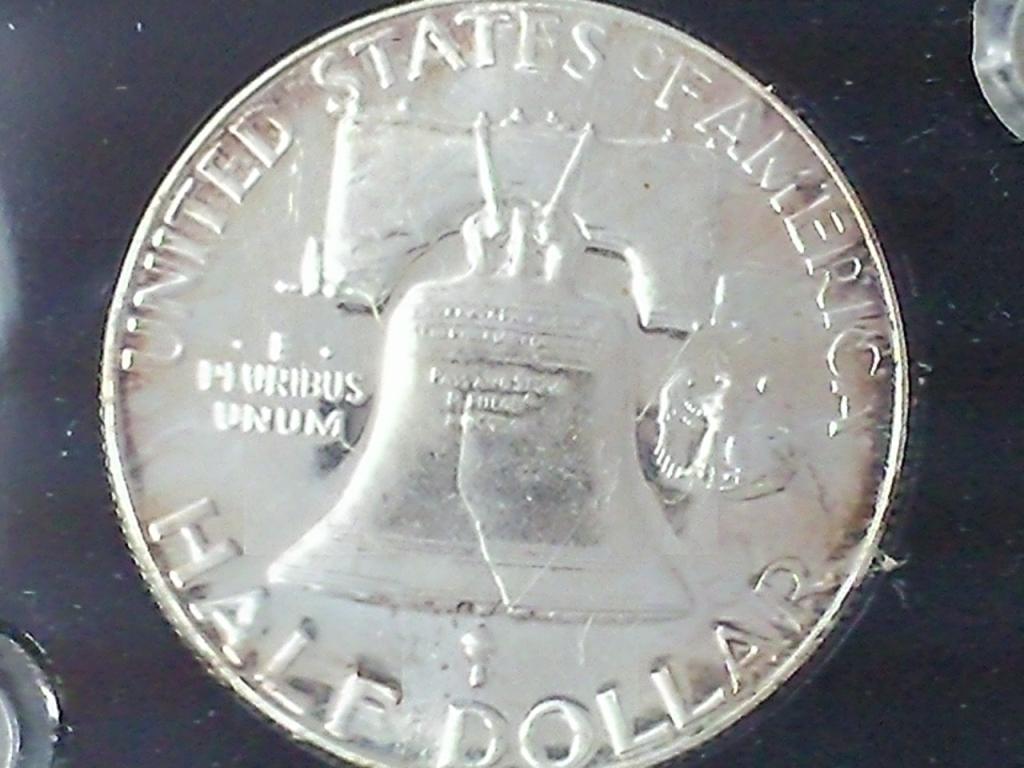 UNITED STATES OF AMERICA
· E ·
PLURIBUS
UNUM
HALF DOLLAR